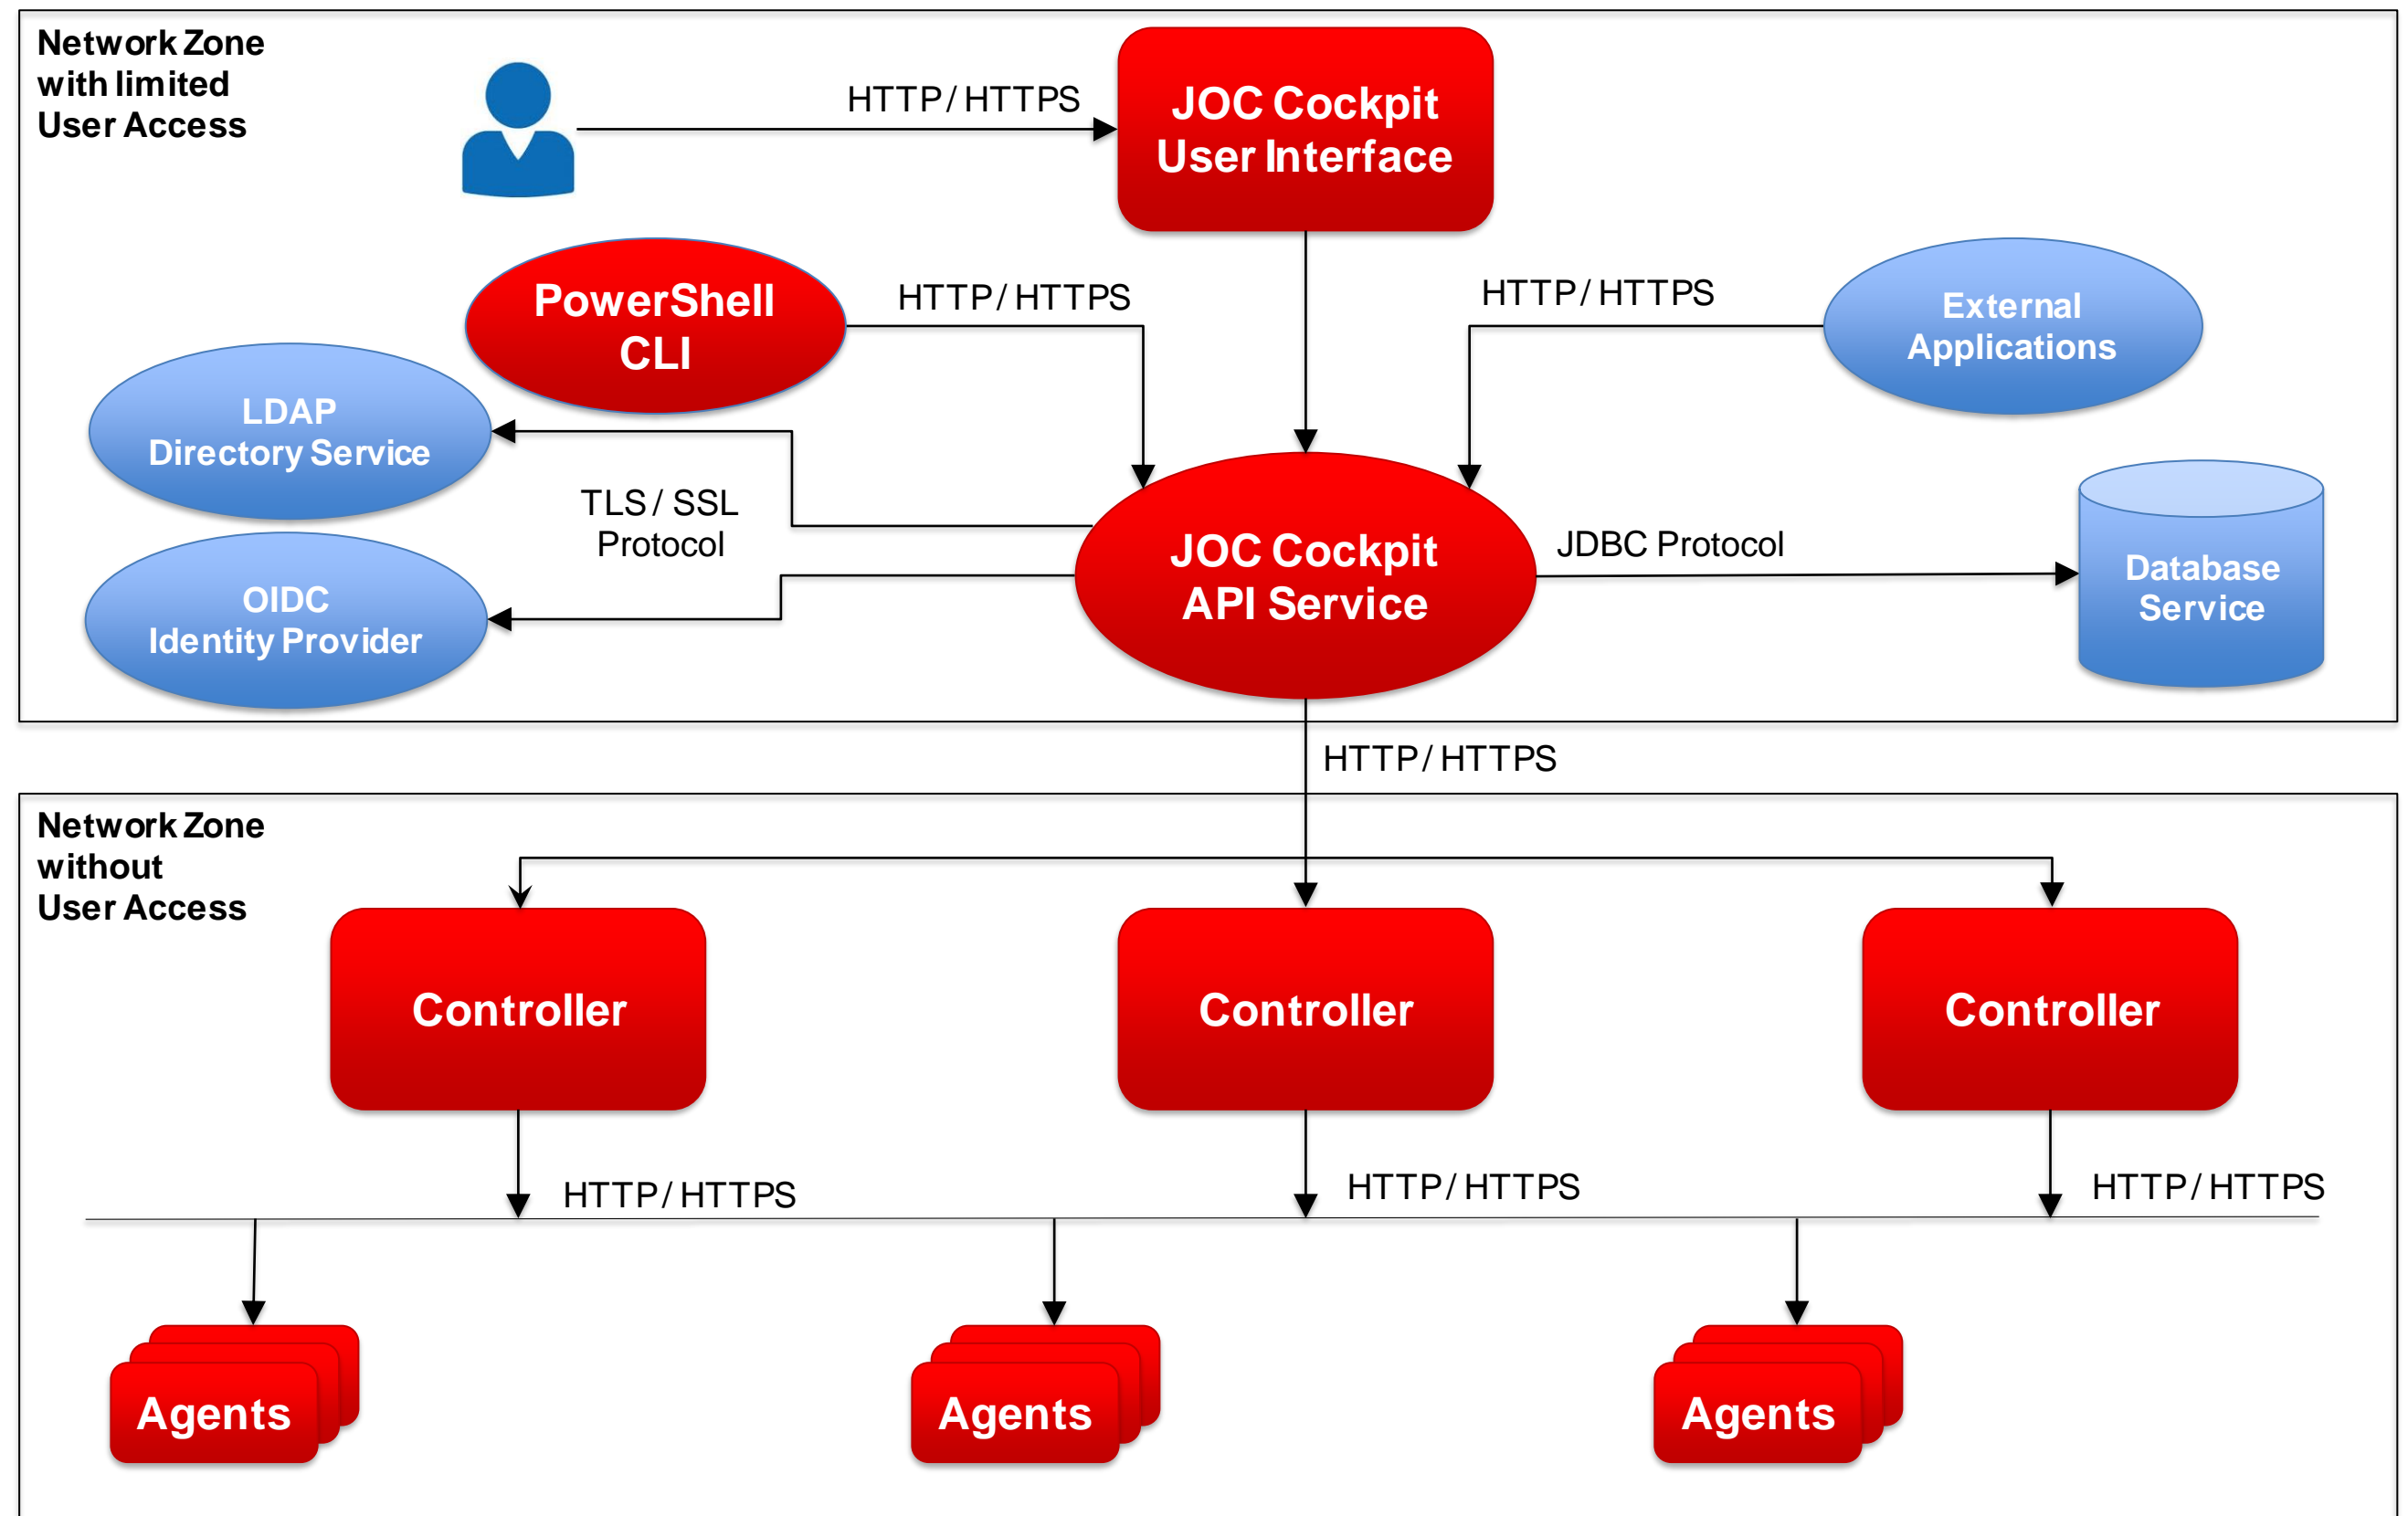 Network Zone
with limited
User Access
HTTP / HTTPS
JOC Cockpit
User Interface
PowerShell
CLI
HTTP / HTTPS
HTTP / HTTPS
External
Applications
LDAP
Directory Service
TLS / SSL
Protocol
OIDC
Identity Provider
JOC Cockpit
API Service
JDBC Protocol
Database
Service
HTTP / HTTPS
Network Zone
without
User Access
Controller
Controller
Controller
HTTP / HTTPS
HTTP / HTTPS
HTTP / HTTPS
Agents
Agents
Agents